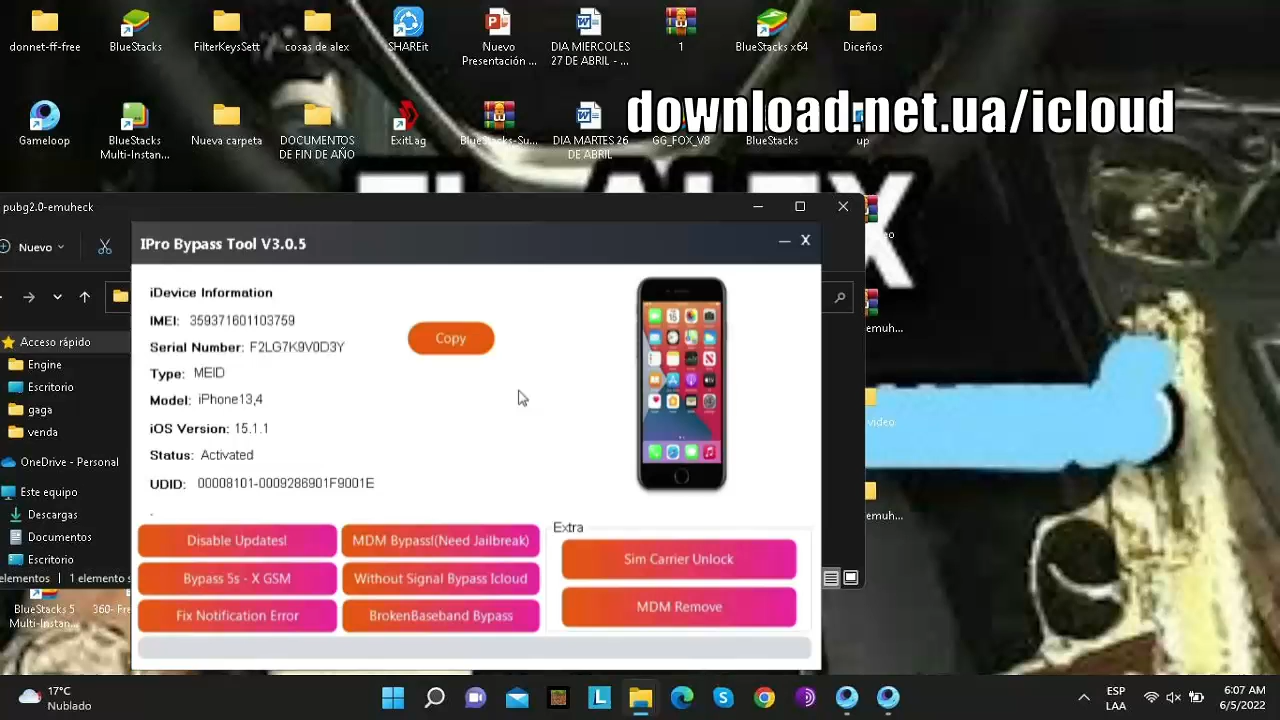 donnet-ff-free
BlueStacks
FilterKeysSett
cosas de alex
SHAREit
Nuevo
Presentación ...
DIA MIERCOLES
27 DE ABRIL - ...
1
BlueStacks x64
Diceños
download.net.ua/icloud
Gameloop
BlueStacks
Multi-Instan...
Nueva carpeta
DOCUMENTOS
DE FIN DE AÑO
ExitLag
BlueStacks-Su...
DIA MARTES 26
DE ABRIL
GG_FOX_V8
BlueStacks
up
pubg2.0-emuheck
Nuevo
IPro Bypass Tool V3.0.5
X
iDevice Information
IMEI: 359371601103759
Copy
Serial Number: F2LG7K9V0D3Y
Type: MEID
Model: iPhone13,4
iOS Version: 15.1.1
Status: Activated
UDID: 00008101-0009286901F9001E
.
Acceso rápido
Engine
Escritorio
gaga
venda
OneDrive - Personal
Este equipo
Descargas
Documentos
Escritorio
elementos
1 elemento s
Disable Updates!
MDM Bypass!(Need Jailbreak)
Bypass 5s - X GSM
Without Signal Bypass Icloud
Fix Notification Error
BrokenBaseband Bypass
Extra
Sim Carrier Unlock
MDM Remove
emuh...
video
emuh...
BlueStacks 5
Multi-Instan...
360- Fre
17°C
Nublado
ESP
LAA
6:07 AM
6/5/2022